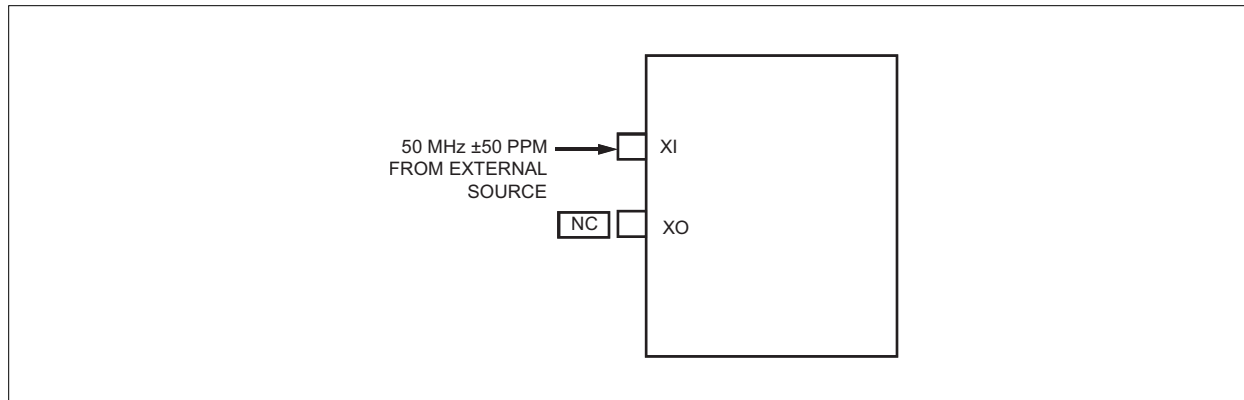 50 MHz ±50 PPM
FROM EXTERNAL
SOURCE
XI
NC
XO